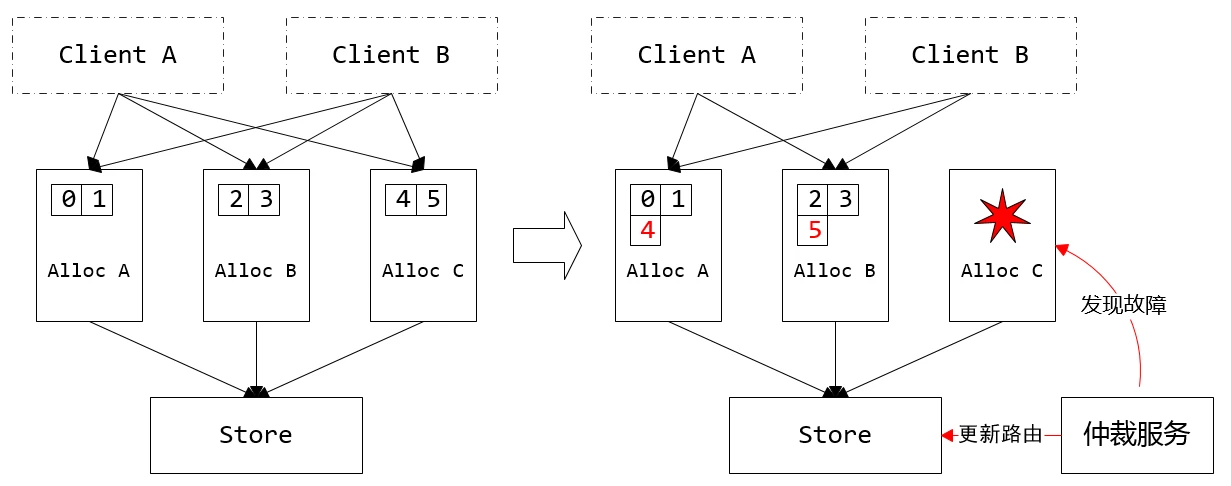 Client A
Client B
0 1
2 3
4 5
Alloc A
Alloc B
Alloc C
Store
Client A
Client B
0 1
4
2 3
5
Alloc A
Alloc B
Alloc C
发现故障
Store
更新路由
仲裁服务